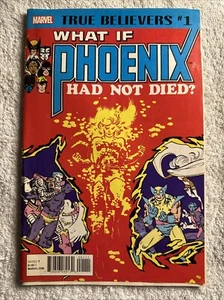 MARVEL
TRUE BELIEVERS #1
WHAT IF
PHOENIX
HAD NOT DIED?